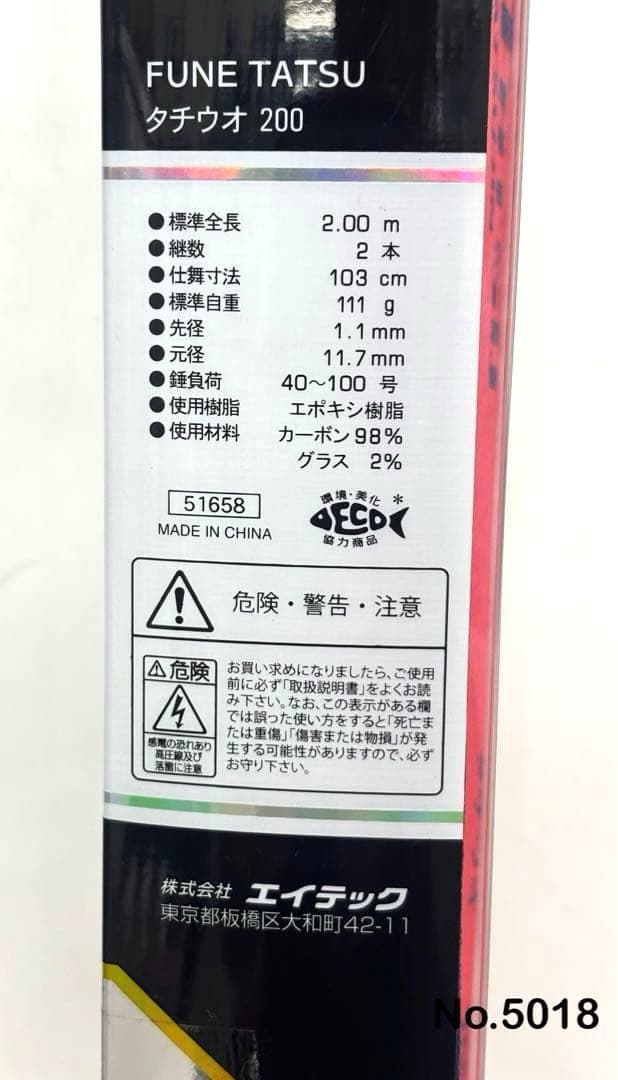 FUNE TATSU
タチウオ 200
●標準全長 2.00 m
●継数 2 本
●仕舞寸法 103 cm
●標準自重 111 g
●先径 1.1mm
●元径 11.7mm
●錘負荷 40〜100 号
●使用樹脂 エポキシ樹脂
●使用材料 カーボン98%
グラス 2%
51658
MADE IN CHINA
環境・美化 *
ECO
協力商品
危険・警告・注意
危険
感電の恐れあり
高圧線及び
落雷に注意
お買い求めになりましたら、ご使用
前に必ず「取扱説明書」をよくお読
み下さい。なお、この表示がある欄
では誤った使い方をすると「死亡ま
たは重傷」「傷害または物損」が発
生する可能性がありますので、必ず
お守り下さい。
株式会社 エイテック
東京都板橋区大和町42-11
No.5018